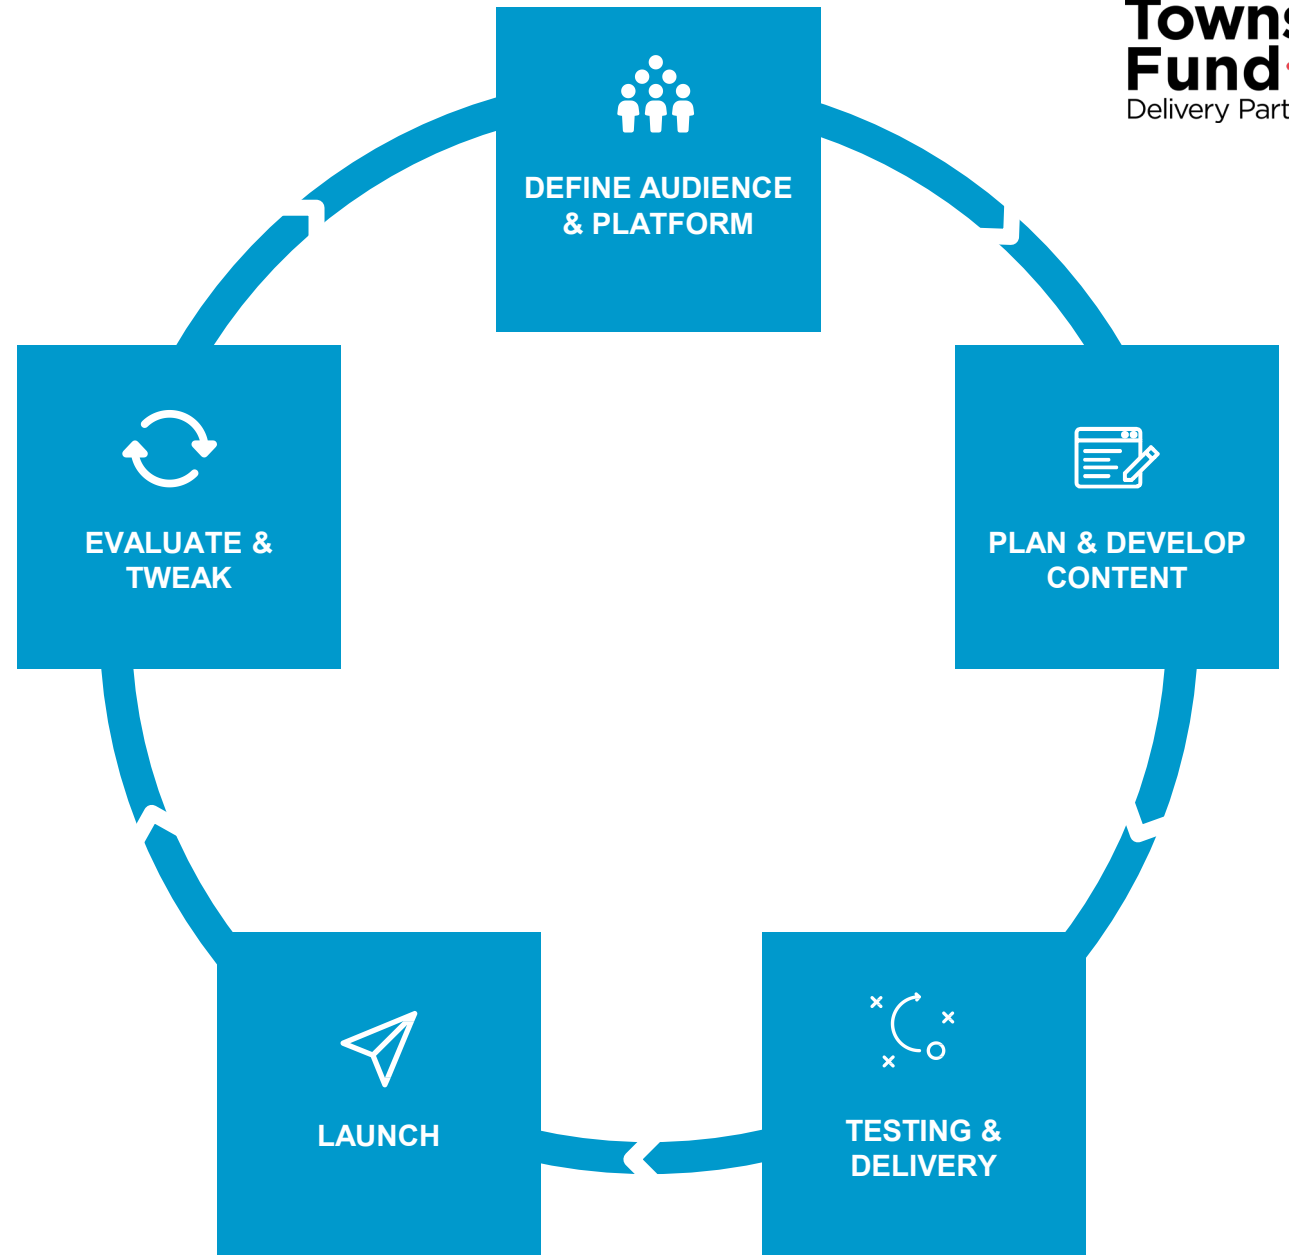 Towns
Fund
Delivery Part
DEFINE AUDIENCE
& PLATFORM
PLAN & DEVELOP
CONTENT
TESTING &
DELIVERY
LAUNCH
EVALUATE &
TWEAK